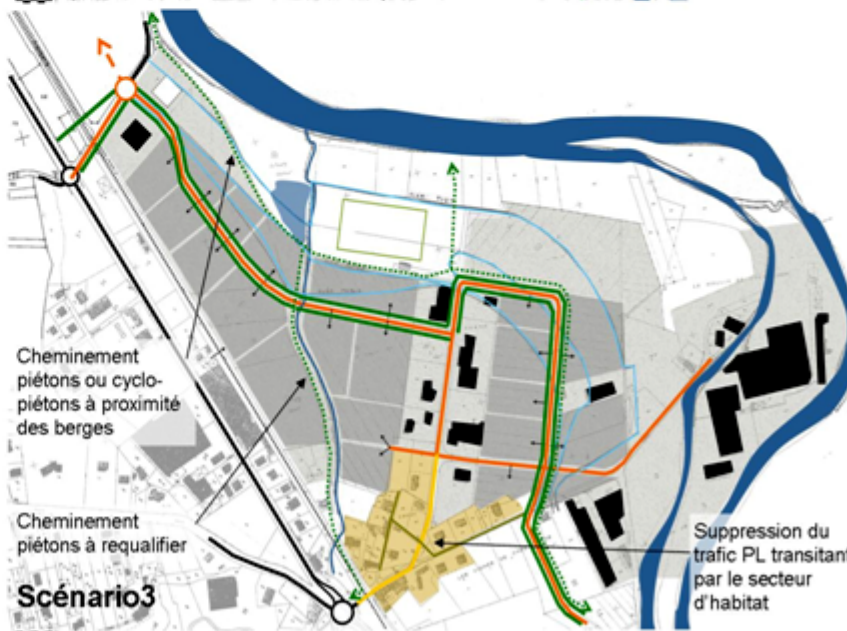 Cheminement
piétons ou cyclo-
piétons à proximité
des berges
Cheminement
piétons à requalifier
Scénario3
Suppression du
trafic PL transitant
par le secteur
d'habitat